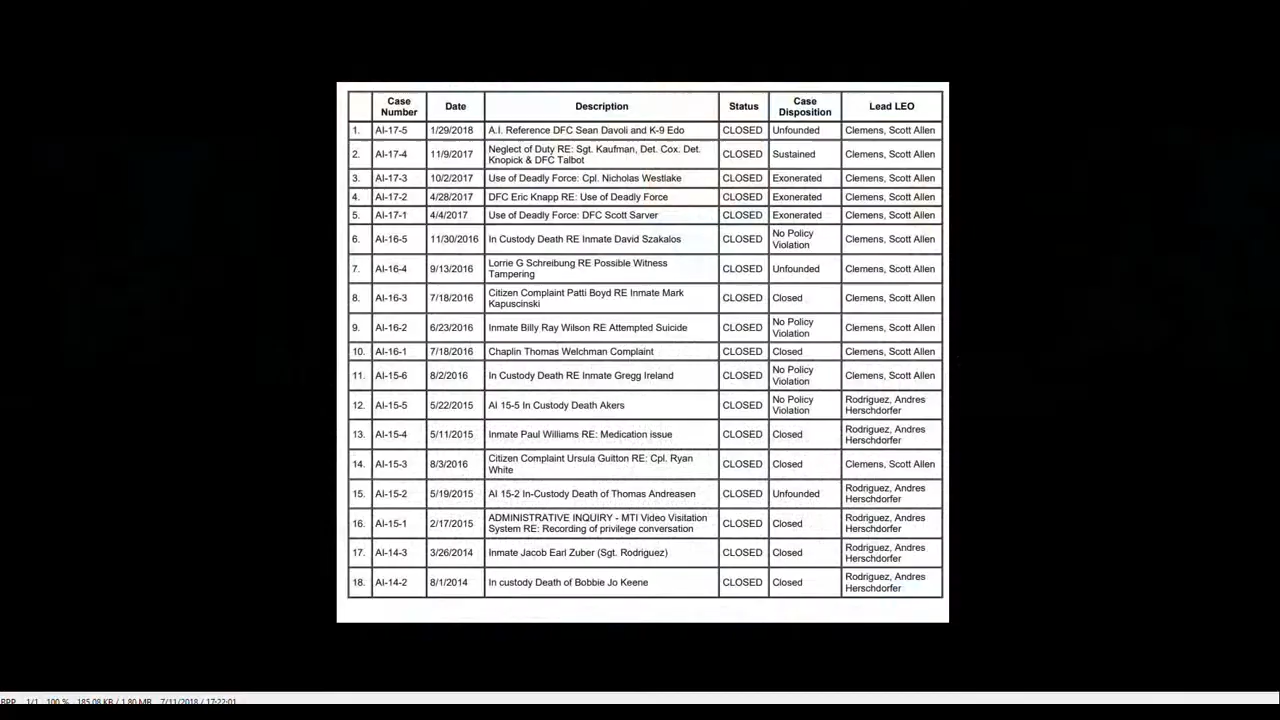 Case Number Date Description Status Case Disposition Lead LEO
1. AI-17-5 1/29/2018 A.I. Reference DFC Sean Davoli and K-9 Edo CLOSED Unfounded Clemens, Scott Allen
2. AI-17-4 11/9/2017 Neglect of Duty RE: Sgt. Kaufman, Det. Cox. Det. Knopick & DFC Talbot CLOSED Sustained Clemens, Scott Allen
3. AI-17-3 10/2/2017 Use of Deadly Force: Cpl. Nicholas Westlake CLOSED Exonerated Clemens, Scott Allen
4. AI-17-2 4/28/2017 DFC Eric Knapp RE: Use of Deadly Force CLOSED Exonerated Clemens, Scott Allen
5. AI-17-1 4/4/2017 Use of Deadly Force: DFC Scott Sarver CLOSED Exonerated Clemens, Scott Allen
6. AI-16-5 11/30/2016 In Custody Death RE Inmate David Szakalos CLOSED No Policy Violation Clemens, Scott Allen
7. AI-16-4 9/13/2016 Lorrie G Schreibung RE Possible Witness Tampering CLOSED Unfounded Clemens, Scott Allen
8. AI-16-3 7/18/2016 Citizen Complaint Patti Boyd RE Inmate Mark Kapuscinski CLOSED Closed Clemens, Scott Allen
9. AI-16-2 6/23/2016 Inmate Billy Ray Wilson RE Attempted Suicide CLOSED No Policy Violation Clemens, Scott Allen
10. AI-16-1 7/18/2016 Chaplin Thomas Welchman Complaint CLOSED Closed Clemens, Scott Allen
11. AI-15-6 8/2/2016 In Custody Death RE Inmate Gregg Ireland CLOSED No Policy Violation Clemens, Scott Allen
12. AI-15-5 5/22/2015 AI 15-5 In Custody Death Akers CLOSED No Policy Violation Rodriguez, Andres Herschdorfer
13. AI-15-4 5/11/2015 Inmate Paul Williams RE: Medication issue CLOSED Closed Rodriguez, Andres Herschdorfer
14. AI-15-3 8/3/2016 Citizen Complaint Ursula Guitton RE: Cpl. Ryan White CLOSED Closed Clemens, Scott Allen
15. AI-15-2 5/19/2015 AI 15-2 In-Custody Death of Thomas Andreasen CLOSED Unfounded Rodriguez, Andres Herschdorfer
16. AI-15-1 2/17/2015 ADMINISTRATIVE INQUIRY - MTI Video Visitation System RE: Recording of privilege conversation CLOSED Closed Rodriguez, Andres Herschdorfer
17. AI-14-3 3/26/2014 Inmate Jacob Earl Zuber (Sgt. Rodriguez) CLOSED Closed Rodriguez, Andres Herschdorfer
18. AI-14-2 8/1/2014 In custody Death of Bobbie Jo Keene CLOSED Closed Rodriguez, Andres Herschdorfer
BPP 1/1 100 % 185.08 KB / 1.80 MB 7/11/2018 / 17:22:01